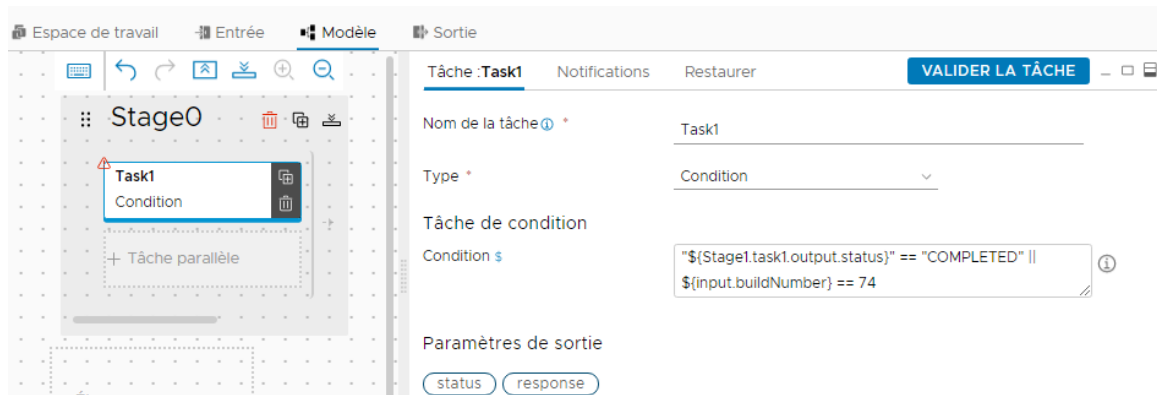 Espace de travail Entrée Modèle Sortie
Stage0
Task1
Condition
+ Tâche parallèle
Tâche :Task1 Notifications Restaurer VALIDER LA TÂCHE
Nom de la tâche * Task1
Type * Condition
Tâche de condition
Condition $ "${Stage1.task1.output.status}" == "COMPLETED" ||
${input.buildNumber} == 74
Paramètres de sortie
status response